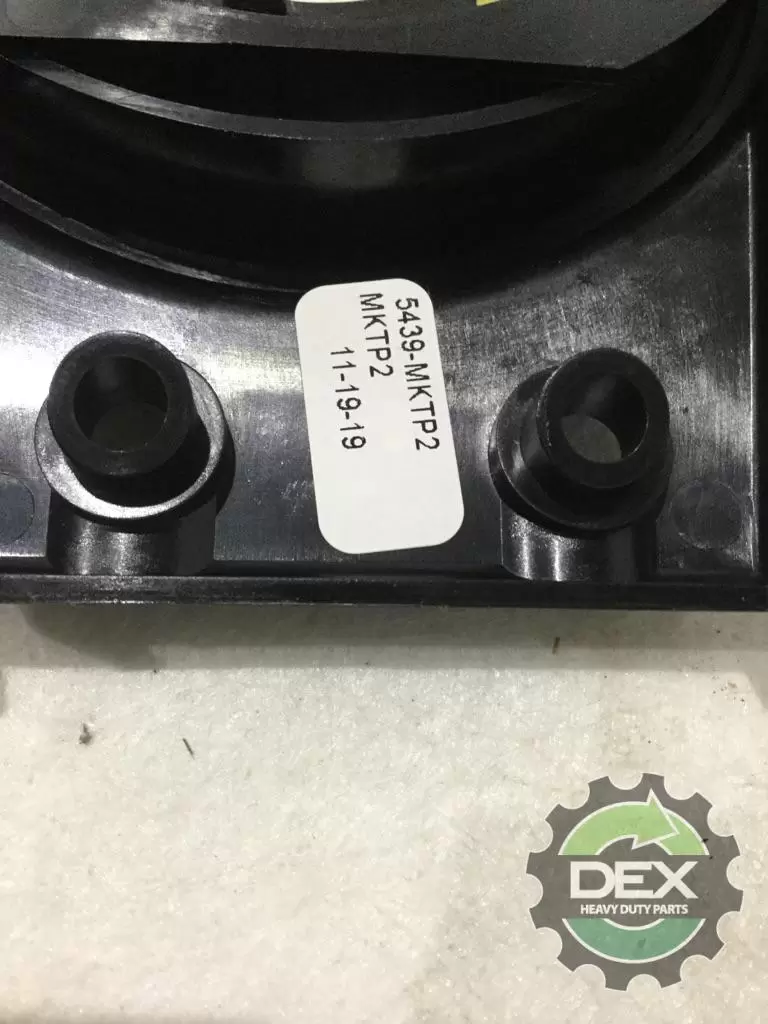 5439-MKTP2
MKTP2
11-19-19
DEX
HEAVY DUTY PARTS